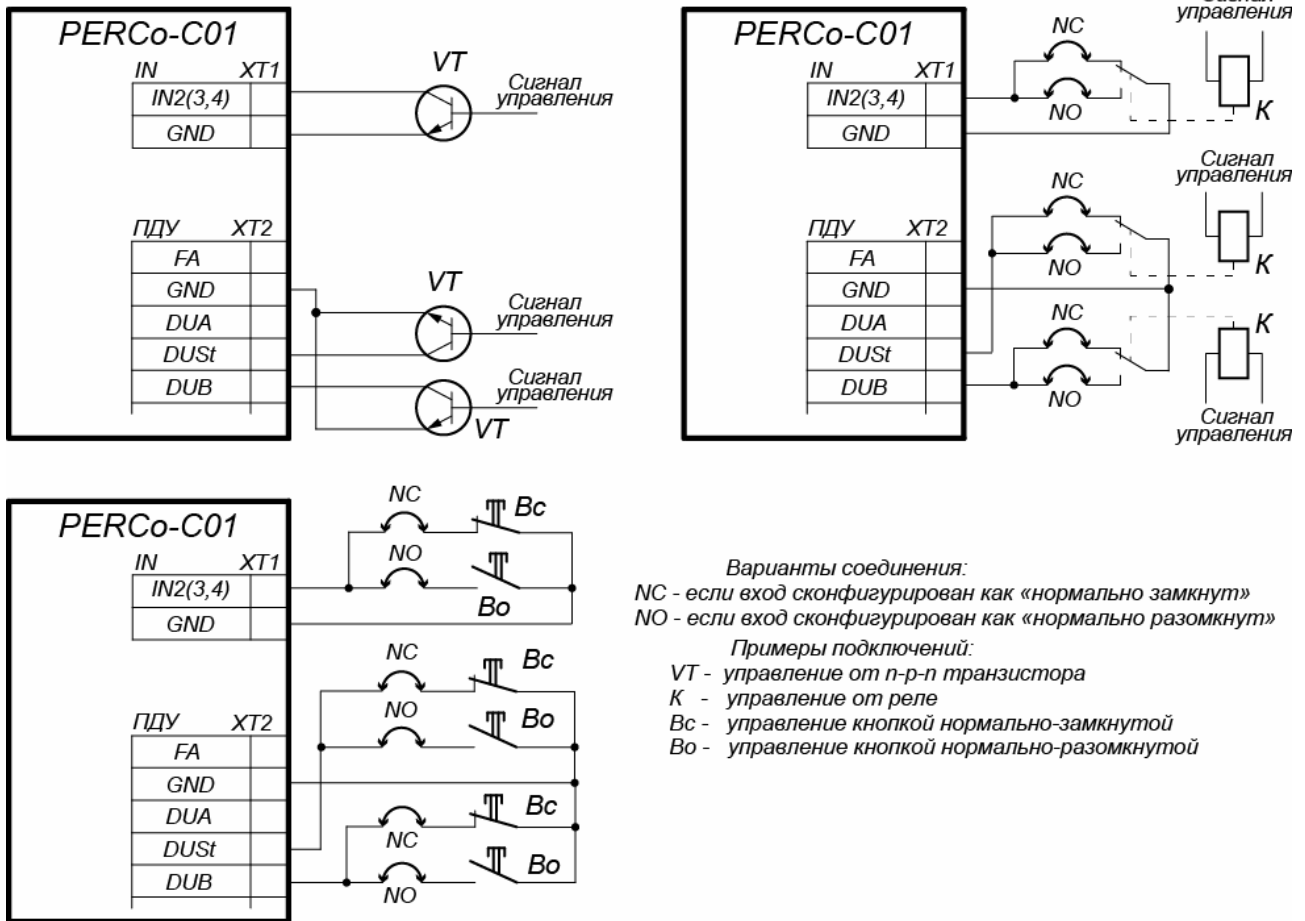 PERCo-C01
IN XT1
IN2(3,4)
GND
VT
Сигнал
управления
ПДУ XT2
FA
GND
DUA
DUSt
DUB
VT
Сигнал
управления
Сигнал
управления
VT
PERCo-C01
IN XT1
IN2(3,4)
GND
NC
NO
управления
K
ПДУ XT2
FA
GND
DUA
DUSt
DUB
NC
NO
Сигнал
управления
K
NC
NO
K
Сигнал
управления
PERCo-C01
IN XT1
IN2(3,4)
GND
NC
Bc
NO
Bo
ПДУ XT2
FA
GND
DUA
DUSt
DUB
NC
Bc
NO
Bo
Bc
NC
Bo
NO
Варианты соединения:
NC - если вход сконфигурирован как «нормально замкнут»
NO - если вход сконфигурирован как «нормально разомкнут»
Примеры подключений:
VT - управление от n-p-n транзистора
K - управление от реле
Bc - управление кнопкой нормально-замкнутой
Bo - управление кнопкой нормально-разомкнутой